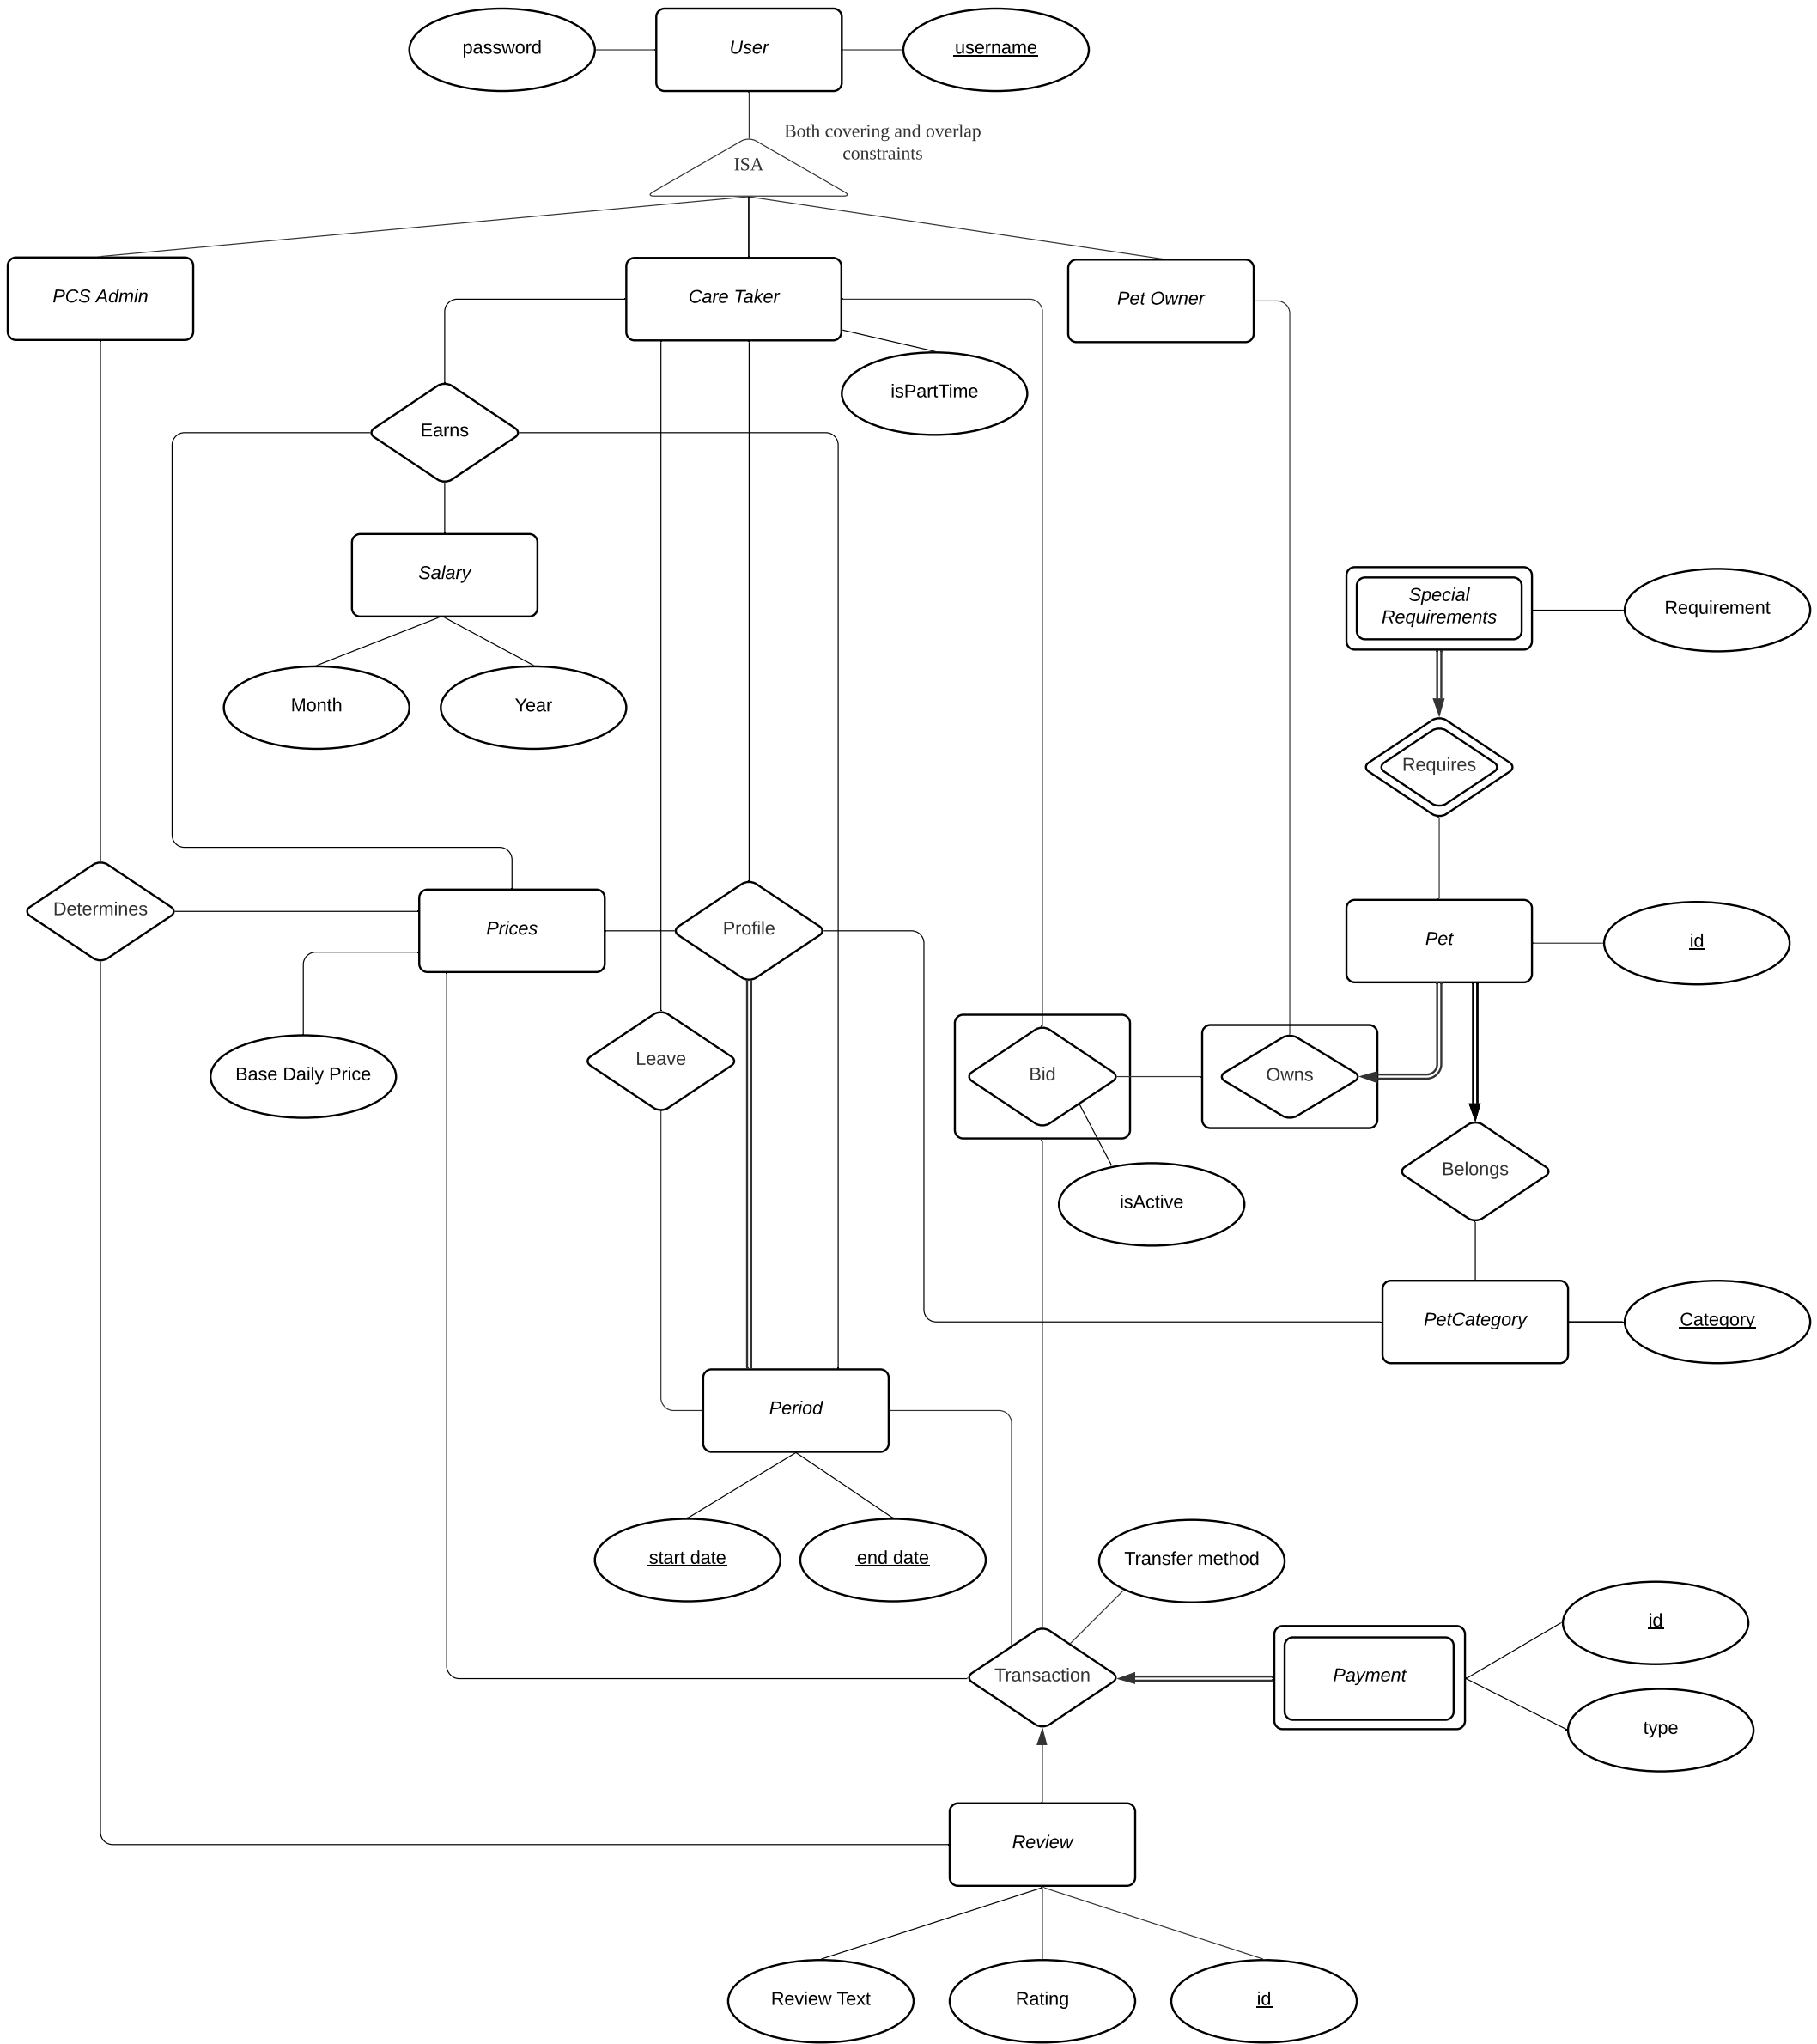 password
User
username
Both covering and overlap
constraints
ISA
PCS Admin
Care Taker
Pet Owner
isPartTime
Earns
Salary
Special
Requirements
Requirement
Month
Year
Requires
Determines
Prices
Profile
Pet
id
Leave
Base Daily Price
Bid
Owns
Belongs
isActive
PetCategory
Category
Period
start date
end date
Transfer method
id
Transaction
Payment
type
Review
Review Text
Rating
id